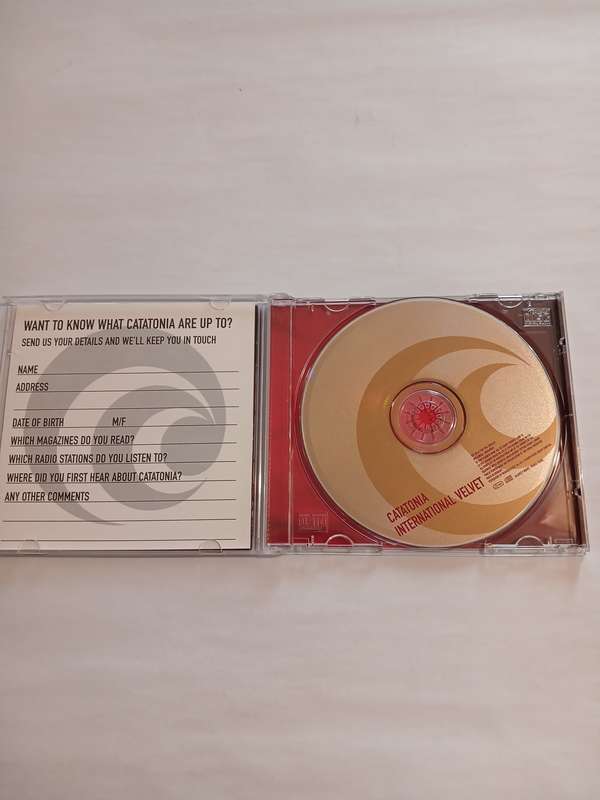 WANT TO KNOW WHAT CATATONIA ARE UP TO?
SEND US YOUR DETAILS AND WE'LL KEEP YOU IN TOUCH
NAME
ADDRESS
DATE OF BIRTH M/F
WHICH MAGAZINES DO YOU READ?
WHICH RADIO STATIONS DO YOU LISTEN TO?
WHERE DID YOU FIRST HEAR ABOUT CATATONIA?
ANY OTHER COMMENTS
CATATONIA
INTERNATIONAL VELVET